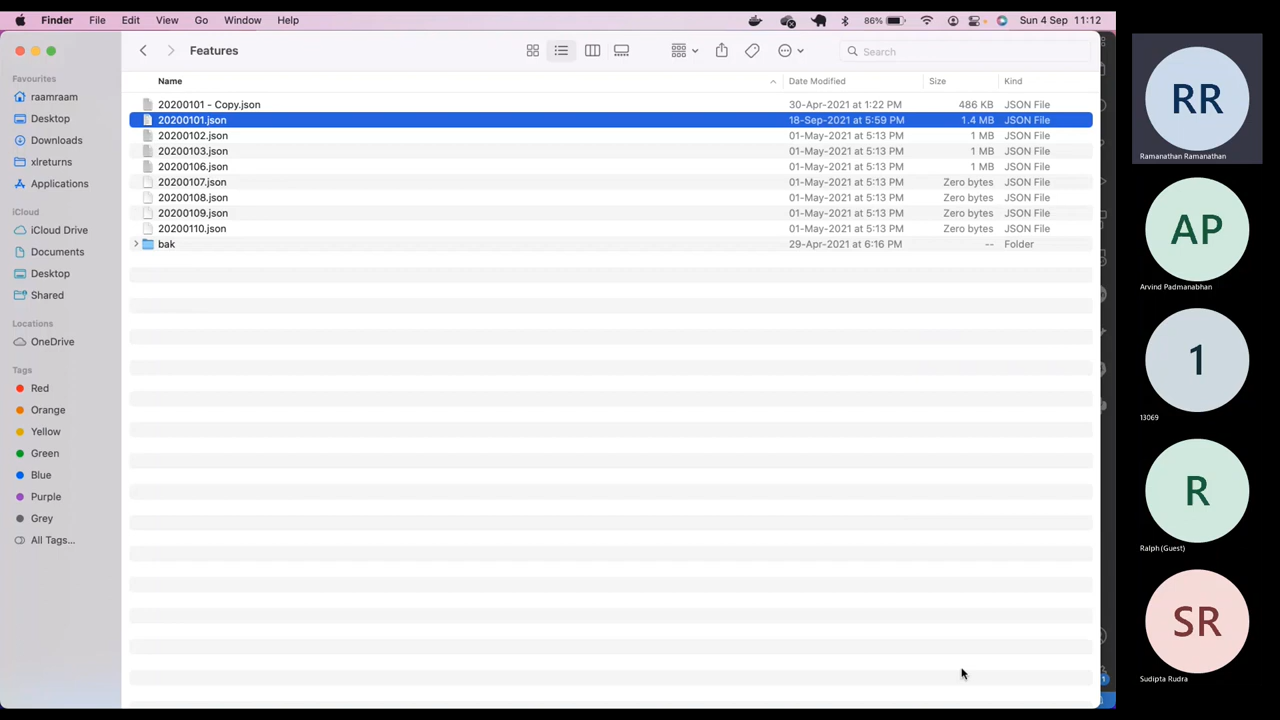 Finder File Edit View Go Window Help 86% Sun 4 Sep 11:12
Features
Search
Favourites
raamraam
Desktop
Downloads
xlreturns
Applications
iCloud
iCloud Drive
Documents
Desktop
Shared
Locations
OneDrive
Tags
Red
Orange
Yellow
Green
Blue
Purple
Grey
All Tags...
Name Date Modified Size Kind
20200101 - Copy.json 30-Apr-2021 at 1:22 PM 486 KB JSON File
20200101.json 18-Sep-2021 at 5:59 PM 1.4 MB JSON File
20200102.json 01-May-2021 at 5:13 PM 1 MB JSON File
20200103.json 01-May-2021 at 5:13 PM 1 MB JSON File
20200106.json 01-May-2021 at 5:13 PM 1 MB JSON File
20200107.json 01-May-2021 at 5:13 PM Zero bytes JSON File
20200108.json 01-May-2021 at 5:13 PM Zero bytes JSON File
20200109.json 01-May-2021 at 5:13 PM Zero bytes JSON File
20200110.json 01-May-2021 at 5:13 PM Zero bytes JSON File
bak 29-Apr-2021 at 6:16 PM -- Folder
RR
Ramanathan Ramanathan
AP
Arvind Padmanabhan
1
13069
R
Ralph (Guest)
SR
Sudipta Rudra